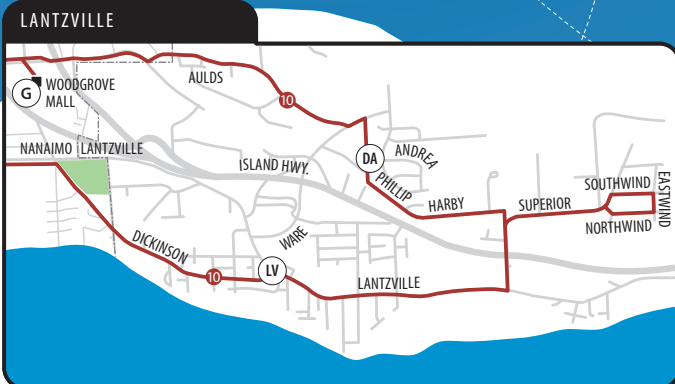 LANTZVILLE
AULDS
G
WOODGROVE
MALL
10
NANAIMO
LANTZVILLE
ISLAND HWY.
DA
ANDREA
PHILLIP
HARBY
SUPERIOR
SOUTHWIND
EASTWIND
NORTHWIND
DICKINSON
WARE
10
LV
LANTZVILLE